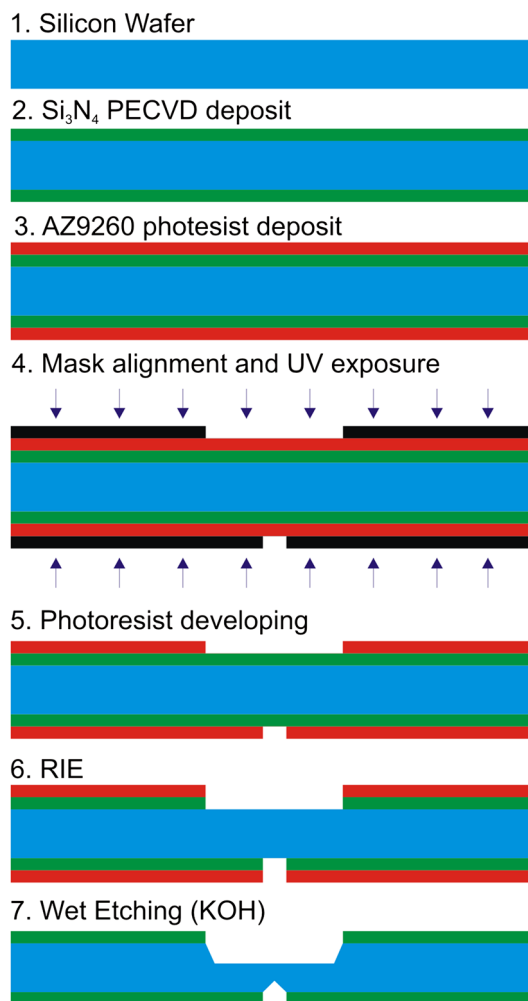 1. Silicon Wafer
2. Si₃N₄ PECVD deposit
3. AZ9260 photesist deposit
4. Mask alignment and UV exposure
5. Photoresist developing
6. RIE
7. Wet Etching (KOH)